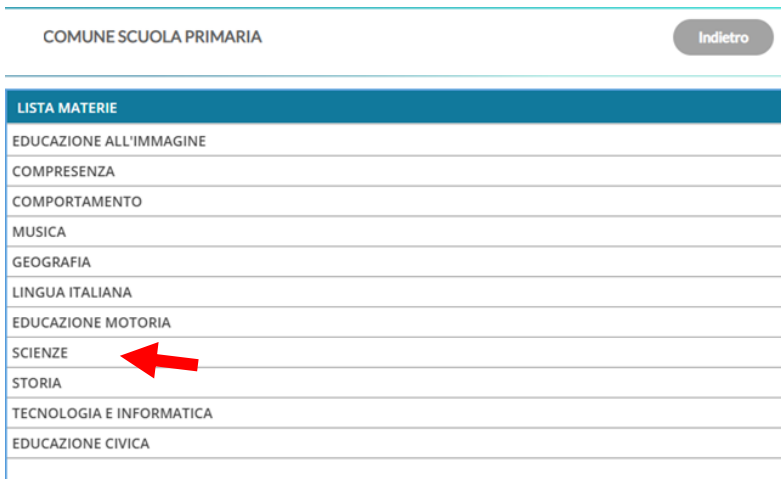 COMUNE SCUOLA PRIMARIA
Indietro
LISTA MATERIE
EDUCAZIONE ALL'IMMAGINE
COMPRESENZA
COMPORTAMENTO
MUSICA
GEOGRAFIA
LINGUA ITALIANA
EDUCAZIONE MOTORIA
SCIENZE
STORIA
TECNOLOGIA E INFORMATICA
EDUCAZIONE CIVICA